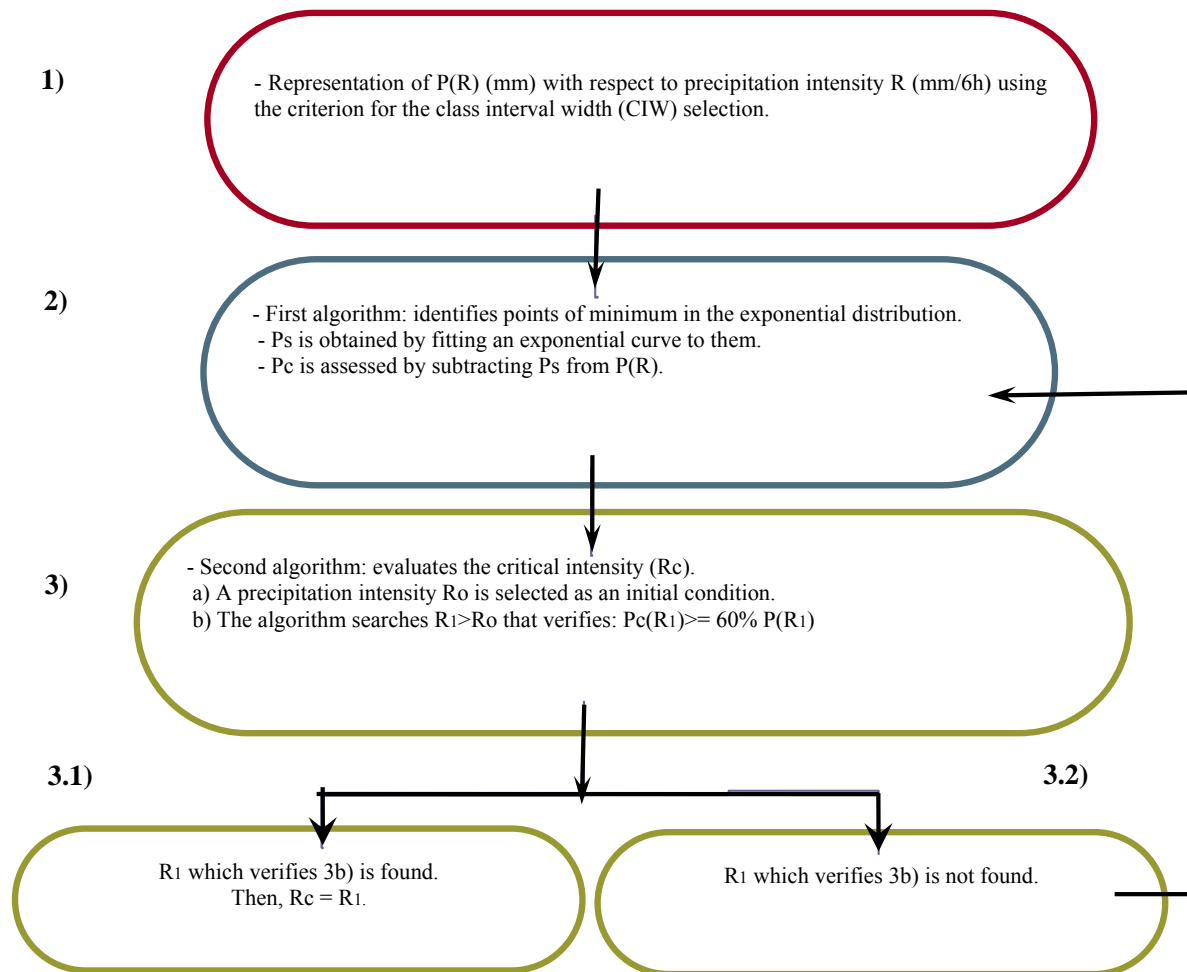 1)
- Representation of P(R) (mm) with respect to precipitation intensity R (mm/6h) using
the criterion for the class interval width (CIW) selection.
2)
- First algorithm: identifies points of minimum in the exponential distribution.
- Ps is obtained by fitting an exponential curve to them.
- Pc is assessed by subtracting Ps from P(R).
3)
- Second algorithm: evaluates the critical intensity (Rc).
a) A precipitation intensity Ro is selected as an initial condition.
b) The algorithm searches R1>Ro that verifies: Pc(R1)>= 60% P(R1)
3.1)
3.2)
R1 which verifies 3b) is found.
Then, Rc = R1.
R1 which verifies 3b) is not found.